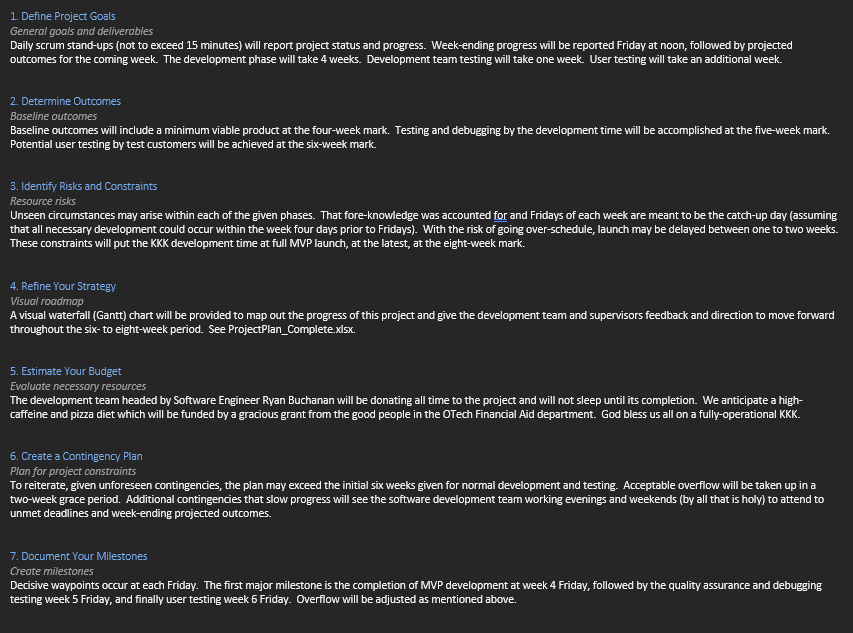 1. Define Project Goals
General goals and deliverables
Daily scrum stand-ups (not to exceed 15 minutes) will report project status and progress.  Week-ending progress will be reported Friday at noon, followed by projected
outcomes for the coming week.  The development phase will take 4 weeks.  Development team testing will take one week.  User testing will take an additional week.
2. Determine Outcomes
Baseline outcomes
Baseline outcomes will include a minimum viable product at the four-week mark.  Testing and debugging by the development time will be accomplished at the five-week mark.
Potential user testing by test customers will be achieved at the six-week mark.
3. Identify Risks and Constraints
Resource risks
Unseen circumstances may arise within each of the given phases.  That fore-knowledge was accounted for and Fridays of each week are meant to be the catch-up day (assuming
that all necessary development could occur within the week four days prior to Fridays).  With the risk of going over-schedule, launch may be delayed between one to two weeks.
These constraints will put the KKK development time at full MVP launch, at the latest, at the eight-week mark.
4. Refine Your Strategy
Visual roadmap
A visual waterfall (Gantt) chart will be provided to map out the progress of this project and give the development team and supervisors feedback and direction to move forward
throughout the six- to eight-week period.  See ProjectPlan_Complete.xlsx.
5. Estimate Your Budget
Evaluate necessary resources
The development team headed by Software Engineer Ryan Buchanan will be donating all time to the project and will not sleep until its completion.  We anticipate a high-
caffeine and pizza diet which will be funded by a gracious grant from the good people in the OTech Financial Aid department.  God bless us all on a fully-operational KKK.
6. Create a Contingency Plan
Plan for project constraints
To reiterate, given unforeseen contingencies, the plan may exceed the initial six weeks given for normal development and testing.  Acceptable overflow will be taken up in a
two-week grace period.  Additional contingencies that slow progress will see the software development team working evenings and weekends (by all that is holy) to attend to
unmet deadlines and week-ending projected outcomes.
7. Document Your Milestones
Create milestones
Decisive waypoints occur at each Friday.  The first major milestone is the completion of MVP development at week 4 Friday, followed by the quality assurance and debugging
testing week 5 Friday, and finally user testing week 6 Friday.  Overflow will be adjusted as mentioned above.